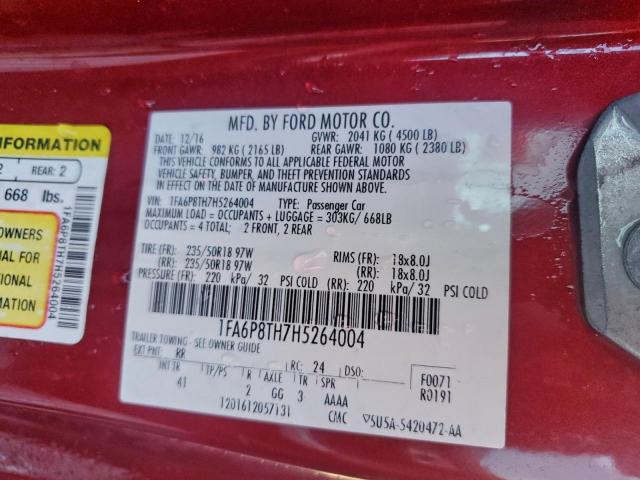 MFD. BY FORD MOTOR CO.
12/16 GVWR: 2041 KG (4500 LB)
FRONT GAWR: 982 KG (2165 LB) REAR GAWR: 1080 KG (2380 LB)
THIS VEHICLE CONFORMS TO ALL APPLICABLE FEDERAL MOTOR
VEHICLE SAFETY, BUMPER, AND THEFT PREVENTION STANDARDS
IN EFFECT ON THE DATE OF MANUFACTURE SHOWN ABOVE.
VIN: 1FA6P8TH7H5264004 TYPE: Passenger Car
MAXIMUM LOAD = OCCUPANTS + LUGGAGE = 303KG/ 668LB
OCCUPANTS = 4 TOTAL; 2 FRONT, 2 REAR
TIRE (FR): 235/50R18 97W RIMS (FR): 18x8.0J
(RR): 235/50R18 97W (RR): 18x8.0J
PRESSURE (FR): 220 kPa/ 32 PSI COLD (RR) 220 kPa/ 32 PSI COLD
1FA6P8TH7H5264004
TRAILER TOWING - SEE OWNER GUIDE
EXT PNT: RR RC: 24 DSO: F0071
R0191
INT TR TP/PS R AXLE TR SPR
41 2 GG 3 AAAA
1201612057131 CMC 5U5A-5420472-AA
INFORMATION
2 REAR: 2
668 lbs.
OWNERS
UAL FOR
TIONAL
RMATION
1FA6P8TH7H5264004